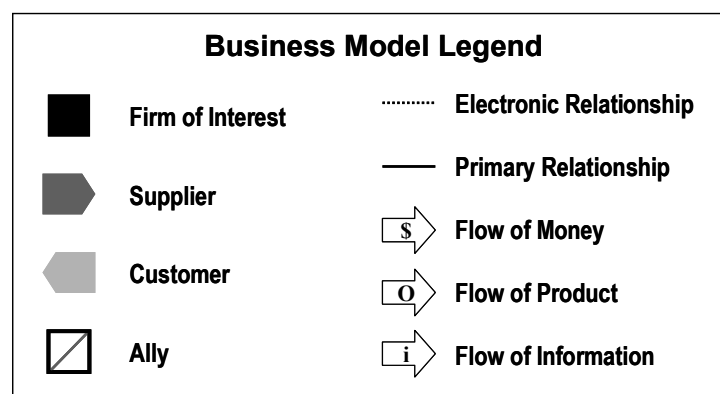 Business Model Legend
Firm of Interest
Supplier
Customer
Ally
Electronic Relationship
Primary Relationship
$ Flow of Money
O Flow of Product
i Flow of Information